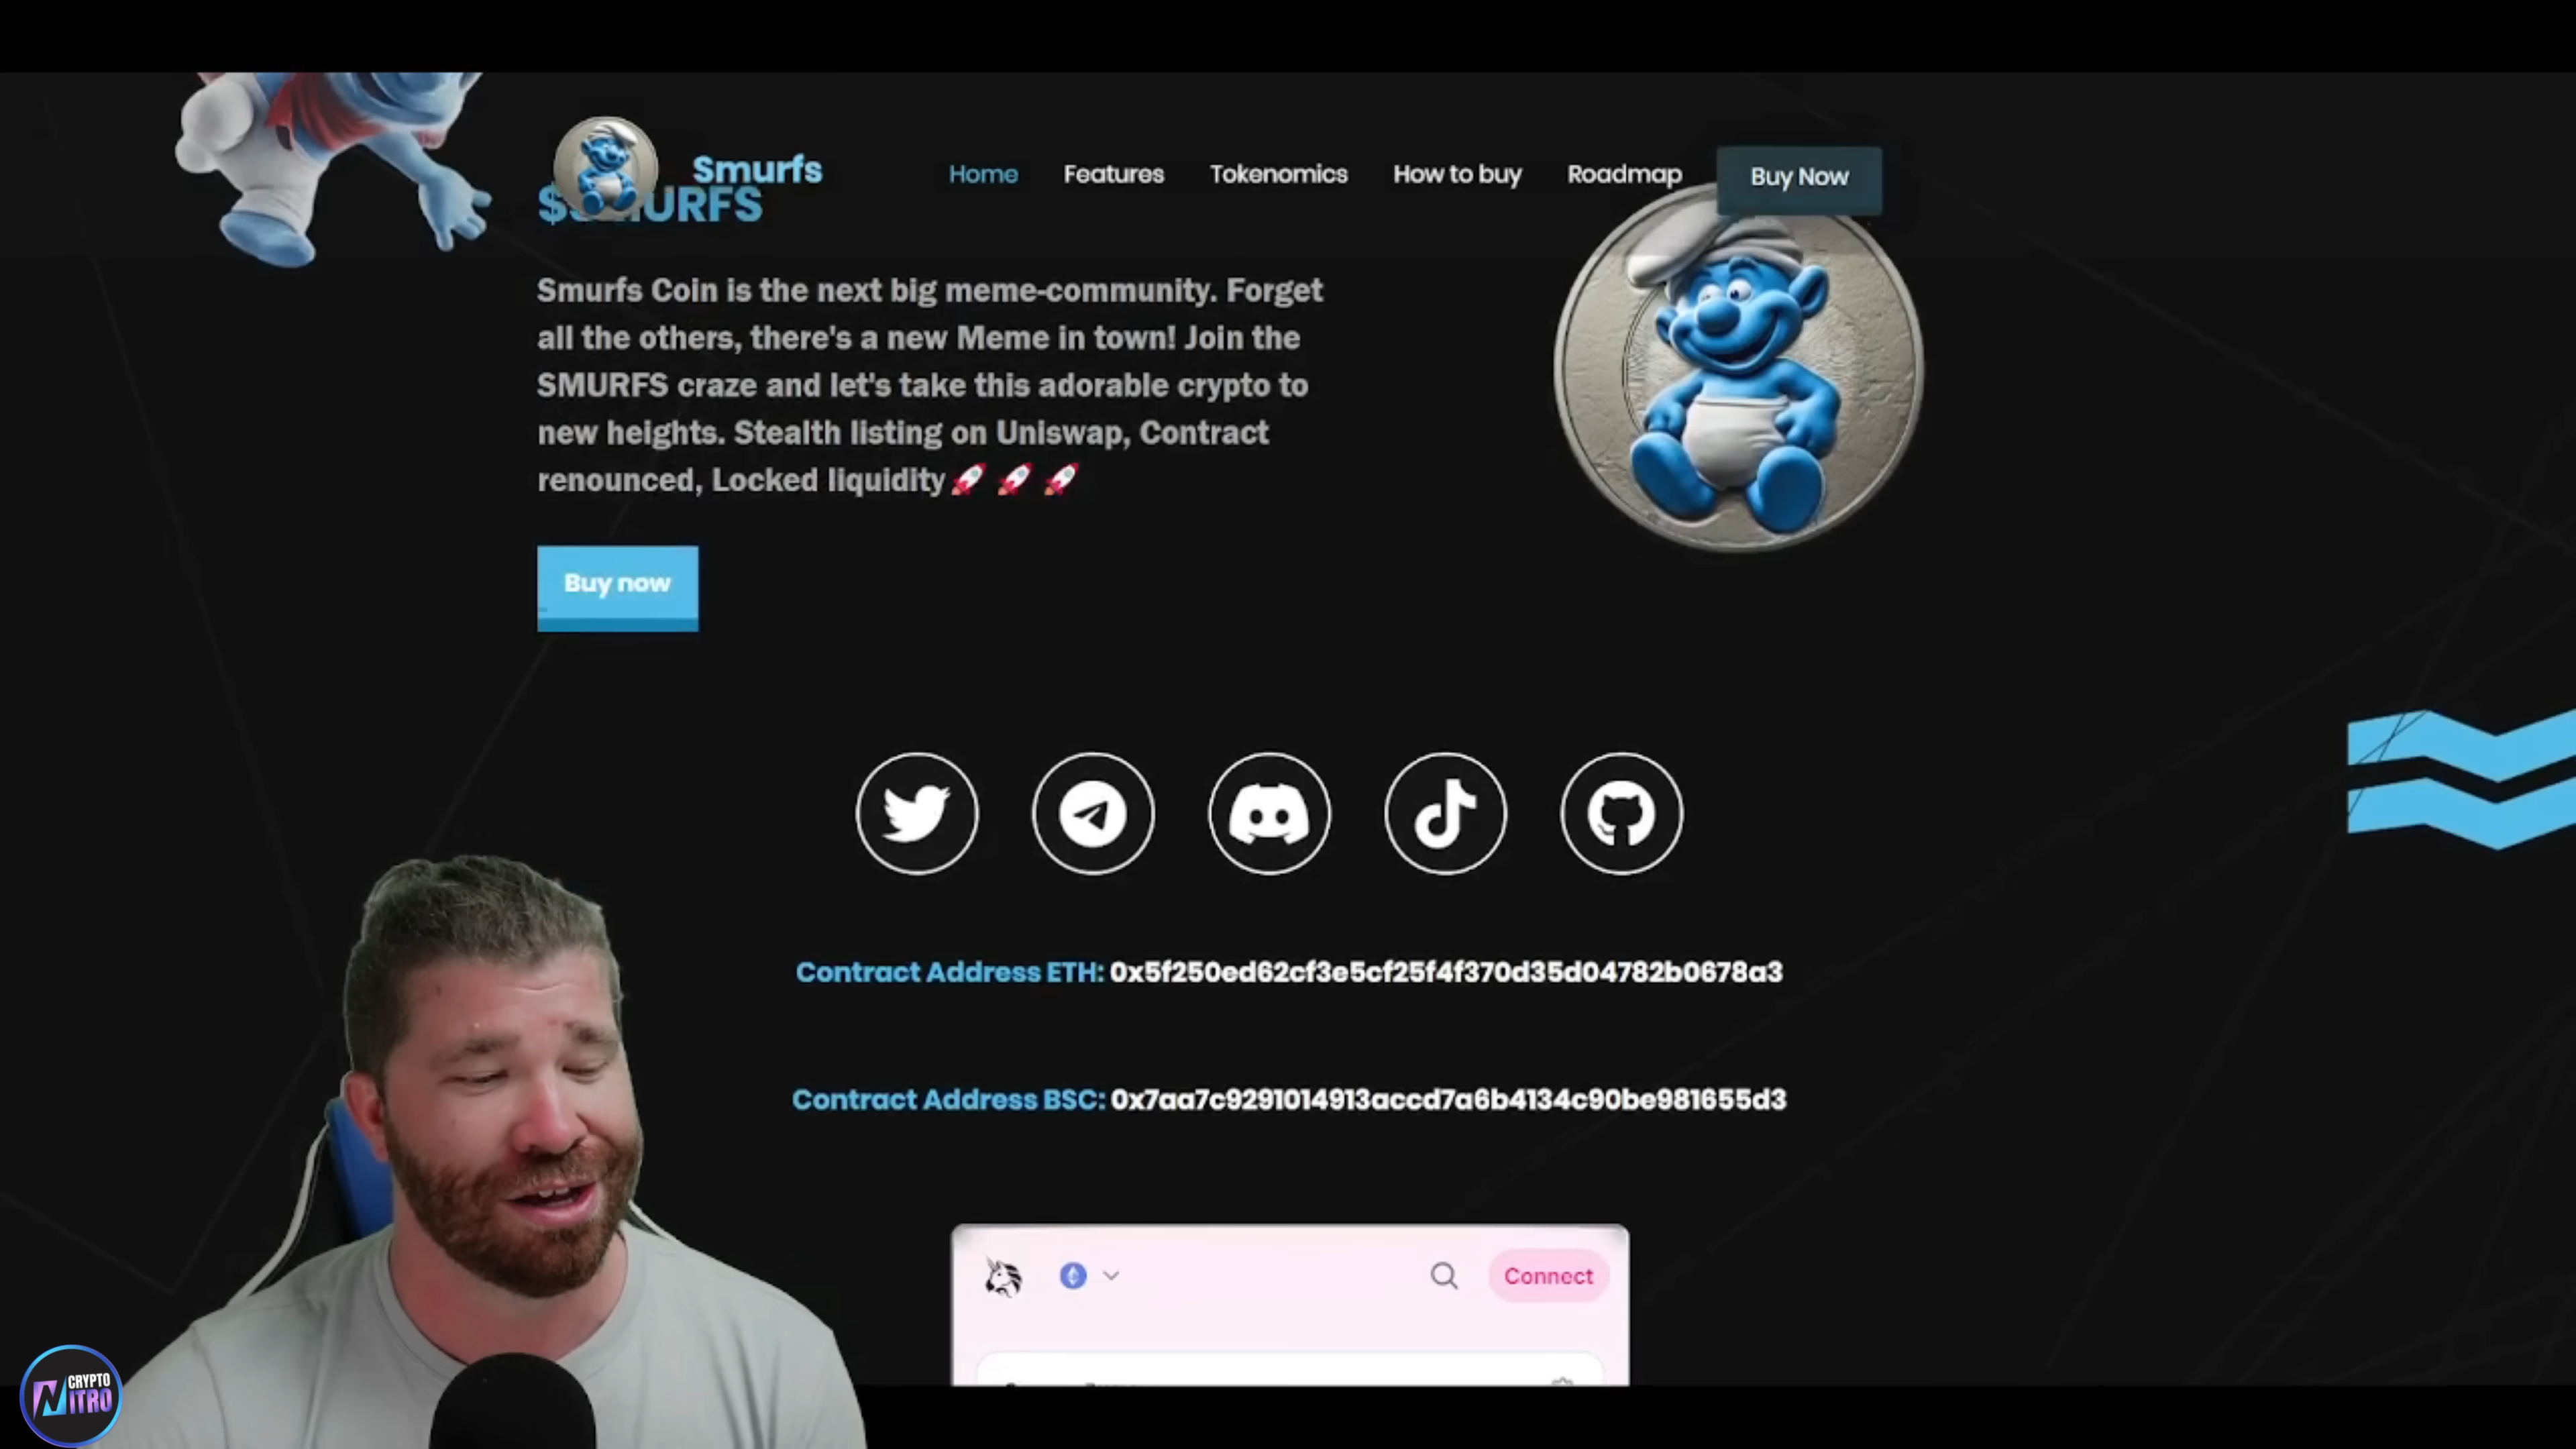 Smurfs
Home Features Tokenomics How to buy Roadmap Buy Now
Smurfs Coin is the next big meme-community. Forget
all the others, there's a new Meme in town! Join the
SMURFS craze and let's take this adorable crypto to
new heights. Stealth listing on Uniswap, Contract
renounced, Locked liquidity🚀 🚀 🚀
Buy now
Contract Address ETH: 0x5f250ed62cf3e5cf25f4f370d35d04782b0678a3
Contract Address BSC: 0x7aa7c9291014913accd7a6b4134c90be981655d3
Connect
CRYPTO
NITRO